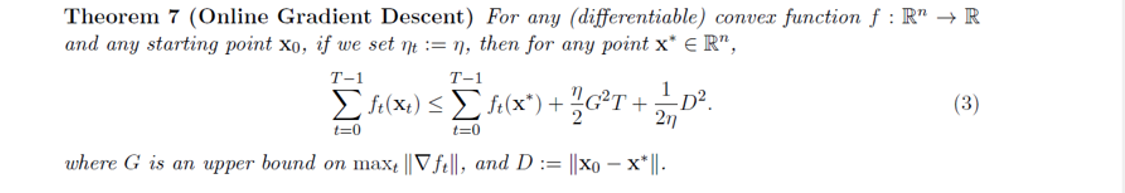 Theorem 7 (Online Gradient Descent) For any (differentiable) convex function f : ℝⁿ → ℝ
and any starting point x₀, if we set ηₜ := η, then for any point x* ∈ ℝⁿ,
∑_{t=0}^{T−1} fₜ(xₜ) ≤ ∑_{t=0}^{T−1} fₜ(x*) + (η/2)G²T + (1/2η)D². (3)
where G is an upper bound on maxₜ ‖∇fₜ‖, and D := ‖x₀ − x*‖.